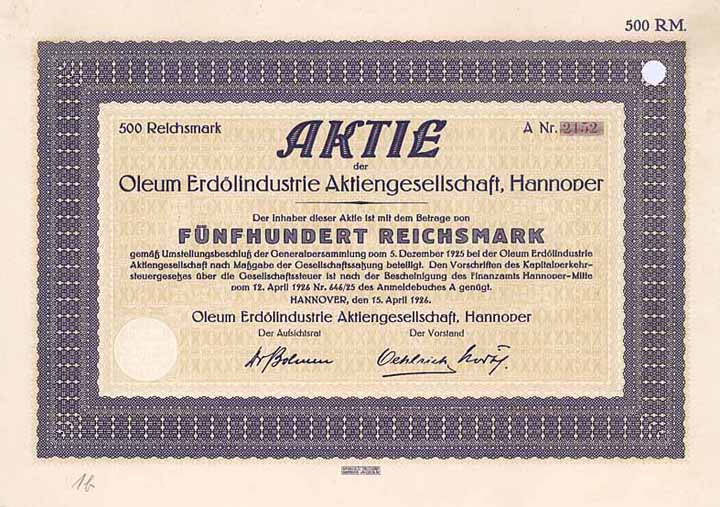 500 RM.
500 Reichsmark
AKTIE
A Nr. 2152
der
Oleum Erdölindustrie Aktiengesellschaft, Hannover
Der Inhaber dieser Aktie ist mit dem Betrage von
FÜNFHUNDERT REICHSMARK
gemäß Umstellungsbeschluß der Generalversammlung vom 5. Dezember 1925 bei der Oleum Erdölindustrie
Aktiengesellschaft nach Maßgabe der Gesellschaftssatzung beteiligt. Den Vorschriften des Kapitalverkehr-
steuergesetzes über die Gesellschaftsteuer ist nach der Bescheinigung des Finanzamts Hannover-Mitte
vom 12. April 1926 Nr. 646/25 des Anmeldebuches A genügt.
HANNOVER, den 15. April 1926.
Oleum Erdölindustrie Aktiengesellschaft, Hannover
Der Aufsichtsrat Der Vorstand
Oehlrich
1b